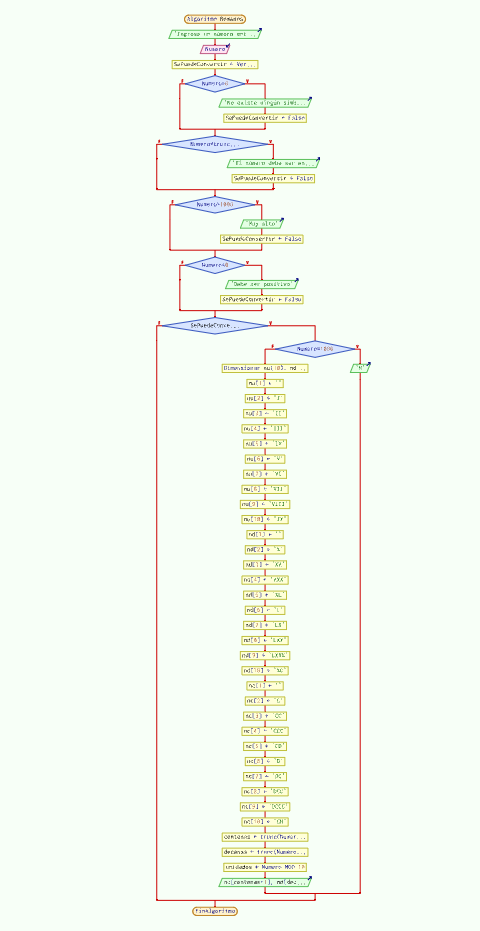 Algoritmo Romanos
'Ingrese un número ent...
Numero
SePuedeConvertir ← Ver...
Numero=0
'No existe ningún símb...
SePuedeConvertir ← Falso
Numero≠trunc...
'El número debe ser en...
SePuedeConvertir ← Falso
Numero>1000
'Muy alto'
SePuedeConvertir ← Falso
Numero<0
'Debe ser positivo'
SePuedeConvertir ← Falso
SePuedeConve...
Numero=1000
Dimensionar nu[10], nd...
'M'
nu[1] ← ''
nu[2] ← 'I'
nu[3] ← 'II'
nu[4] ← 'III'
nu[5] ← 'IV'
nu[6] ← 'V'
nu[7] ← 'VI'
nu[8] ← 'VII'
nu[9] ← 'VIII'
nu[10] ← 'IX'
nd[1] ← ''
nd[2] ← 'X'
nd[3] ← 'XX'
nd[4] ← 'XXX'
nd[5] ← 'XL'
nd[6] ← 'L'
nd[7] ← 'LX'
nd[8] ← 'LXX'
nd[9] ← 'LXXX'
nd[10] ← 'XC'
nc[1] ← ''
nc[2] ← 'C'
nc[3] ← 'CC'
nc[4] ← 'CCC'
nc[5] ← 'CD'
nc[6] ← 'D'
nc[7] ← 'DC'
nc[8] ← 'DCC'
nc[9] ← 'DCCC'
nc[10] ← 'CM'
centenas ← trunc(Numer...
decenas ← trunc(Numero...
unidades ← Numero MOD 10
nc[centenas+1], nd[dec...
FinAlgoritmo